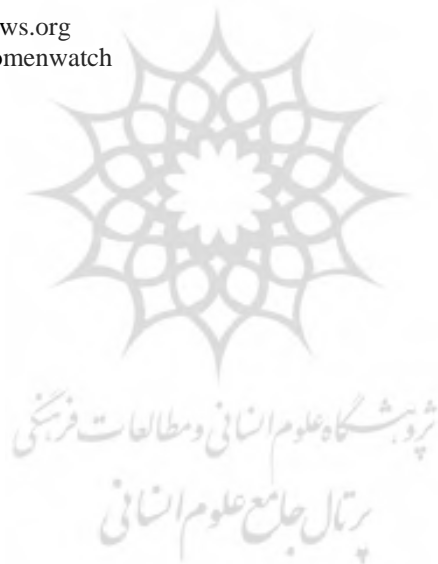 ws.org
omenwatch
پژوهشگاه علوم انسانی و مطالعات فرهنگی
پرتال جامع علوم انسانی